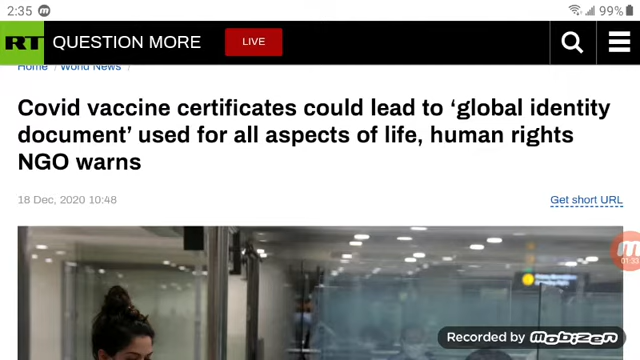 2:35 M 99%
RT QUESTION MORE LIVE
Home / World News /
Covid vaccine certificates could lead to ‘global identity
document’ used for all aspects of life, human rights
NGO warns
18 Dec, 2020 10:48 Get short URL
M
01:33
Recorded by Mobizen